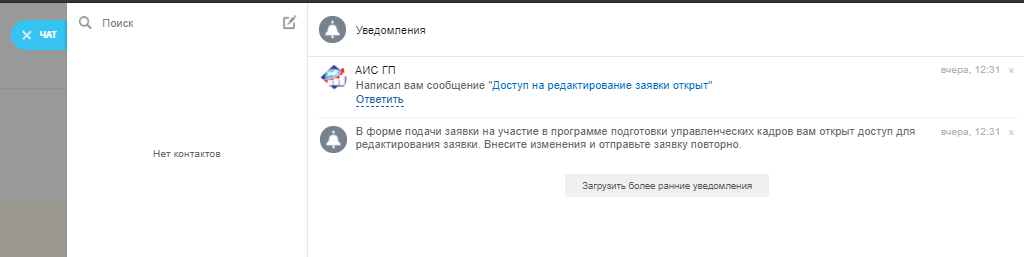 ЧАТ
Поиск
Нет контактов
Уведомления
АИС ГП
вчера, 12:31
Написал вам сообщение "Доступ на редактирование заявки открыт"
Ответить
В форме подачи заявки на участие в программе подготовки управленческих кадров вам открыт доступ для
вчера, 12:31
редактирования заявки. Внесите изменения и отправьте заявку повторно.
Загрузить более ранние уведомления